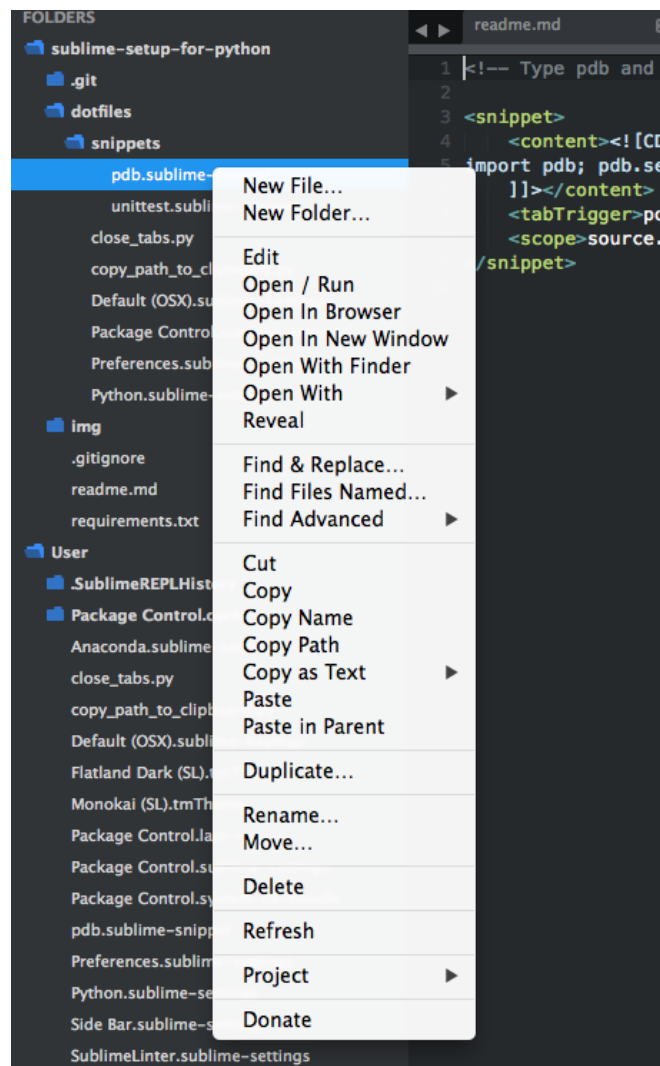 FOLDERS
sublime-setup-for-python
.git
dotfiles
snippets
pdb.sublime-
unittest.subli
close_tabs.py
copy_path_to_cl
Default (OSX).su
Package Control
Preferences.sub
Python.sublime-
img
.gitignore
readme.md
requirements.txt
User
.SublimeREPLHist
Package Control.c
Anaconda.sublime
close_tabs.py
copy_path_to_clipb
Default (OSX).subli
Flatland Dark (SL).t
Monokai (SL).tmTh
Package Control.la
Package Control.su
Package Control.sy
pdb.sublime-snipp
Preferences.sublim
Python.sublime-se
Side Bar.sublime-s
SublimeLinter.sublime-settings
New File...
New Folder...
Edit
Open / Run
Open In Browser
Open In New Window
Open With Finder
Open With
Reveal
Find & Replace...
Find Files Named...
Find Advanced
Cut
Copy
Copy Name
Copy Path
Copy as Text
Paste
Paste in Parent
Duplicate...
Rename...
Move...
Delete
Refresh
Project
Donate
readme.md
1 <!-- Type pdb and
2
3 <snippet>
4 <content><![CD
5 import pdb; pdb.se
]]></content>
<tabTrigger>pd
<scope>source.
/snippet>